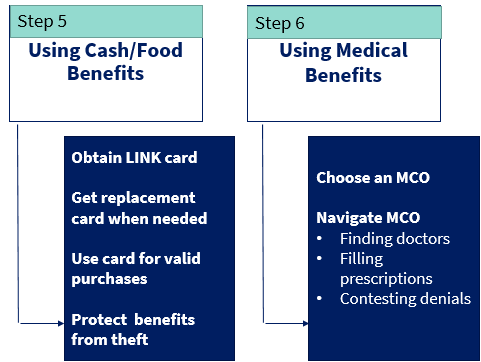 Step 5
Using Cash/Food
Benefits
Obtain LINK card
Get replacement
card when needed
Use card for valid
purchases
Protect benefits
from theft
Step 6
Using Medical
Benefits
Choose an MCO
Navigate MCO
• Finding doctors
• Filling
prescriptions
• Contesting denials